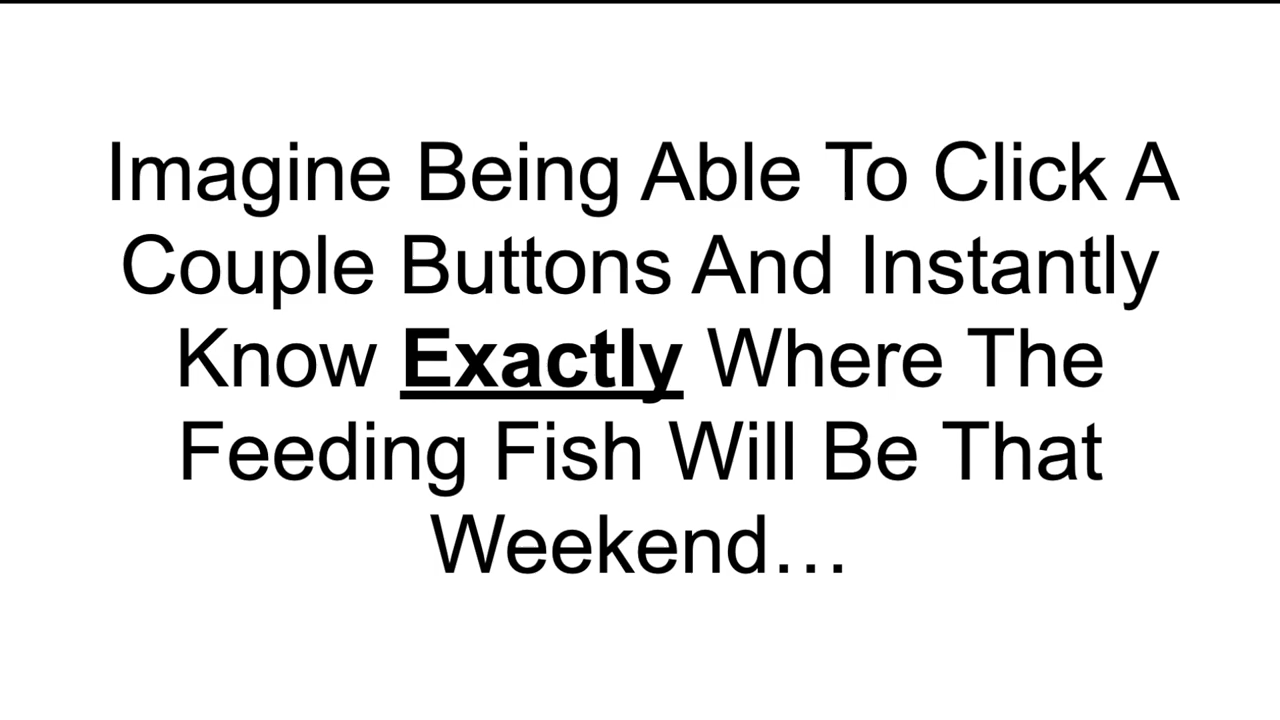 Imagine Being Able To Click A
Couple Buttons And Instantly
Know Exactly Where The
Feeding Fish Will Be That
Weekend…